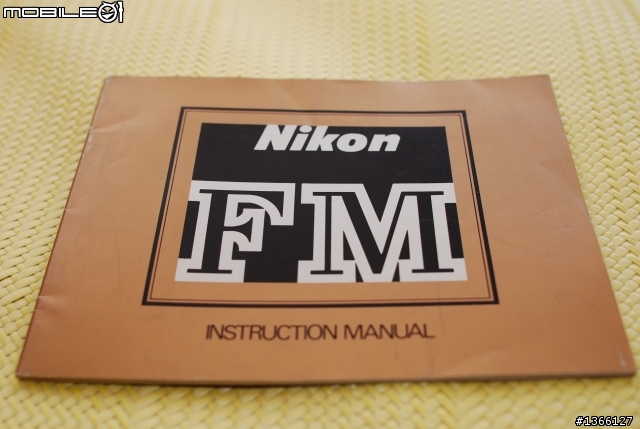 MOBILE01
Nikon
FM
INSTRUCTION MANUAL
#1366127